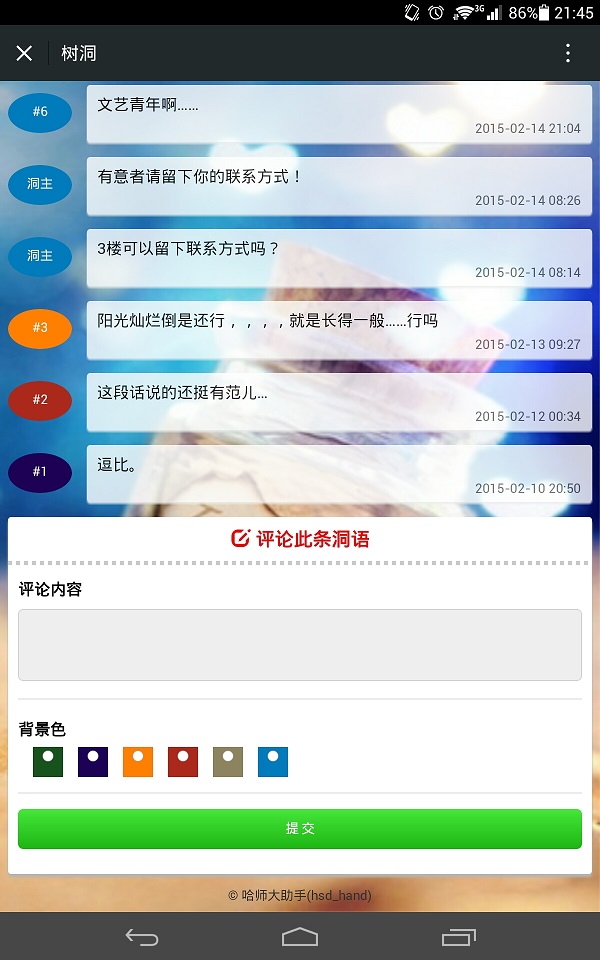 3G 86% 21:45
树洞
#6
文艺青年啊……
2015-02-14 21:04
洞主
有意者请留下你的联系方式！
2015-02-14 08:26
洞主
3楼可以留下联系方式吗？
2015-02-14 08:14
#3
阳光灿烂倒是还行，，，，就是长得一般……行吗
2015-02-13 09:27
#2
这段话说的还挺有范儿...
2015-02-12 00:34
#1
逗比。
2015-02-10 20:50
评论此条洞语
评论内容
背景色
提交
© 哈师大助手(hsd_hand)